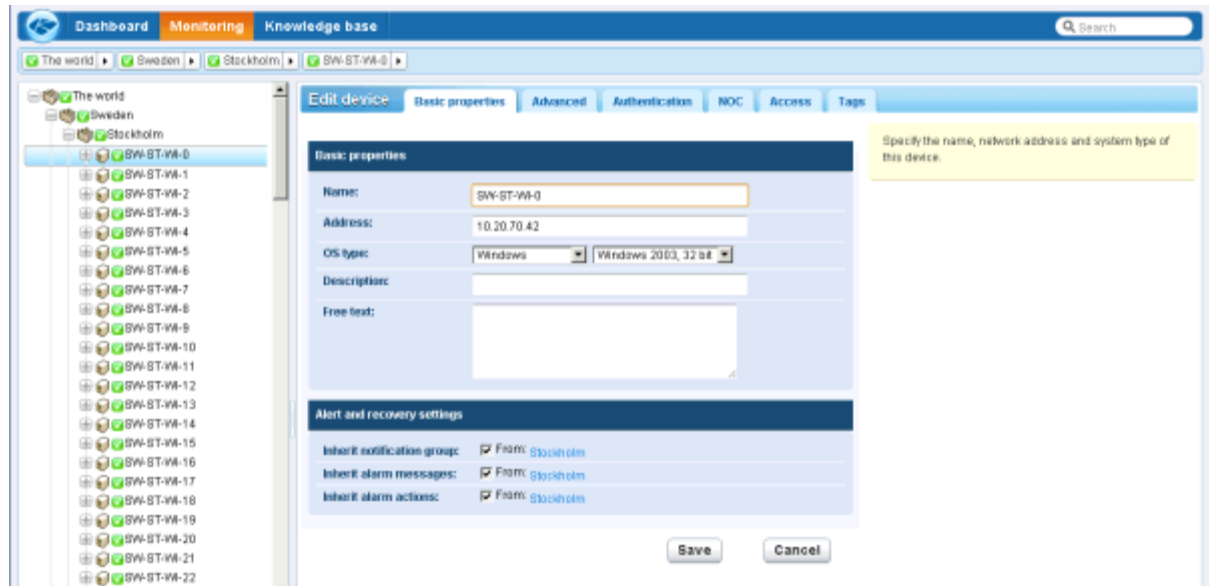 Dashboard Monitoring Knowledge base Search
The world Sweden Stockholm SW-ST-WI-0
The world
Sweden
Stockholm
SW-ST-WI-0
SW-ST-WI-1
SW-ST-WI-2
SW-ST-WI-3
SW-ST-WI-4
SW-ST-WI-5
SW-ST-WI-6
SW-ST-WI-7
SW-ST-WI-8
SW-ST-WI-9
SW-ST-WI-10
SW-ST-WI-11
SW-ST-WI-12
SW-ST-WI-13
SW-ST-WI-14
SW-ST-WI-15
SW-ST-WI-16
SW-ST-WI-17
SW-ST-WI-18
SW-ST-WI-19
SW-ST-WI-20
SW-ST-WI-21
SW-ST-WI-22
Edit device Basic properties Advanced Authentication NOC Access Tags
Basic properties
Name: SW-ST-WI-0
Address: 10.20.70.42
OS type: Windows Windows 2003, 32 bit
Description:
Free text:
Alert and recovery settings
Inherit notification group: From: Stockholm
Inherit alarm messages: From: Stockholm
Inherit alarm actions: From: Stockholm
Save Cancel
Specify the name, network address and system type of
this device.